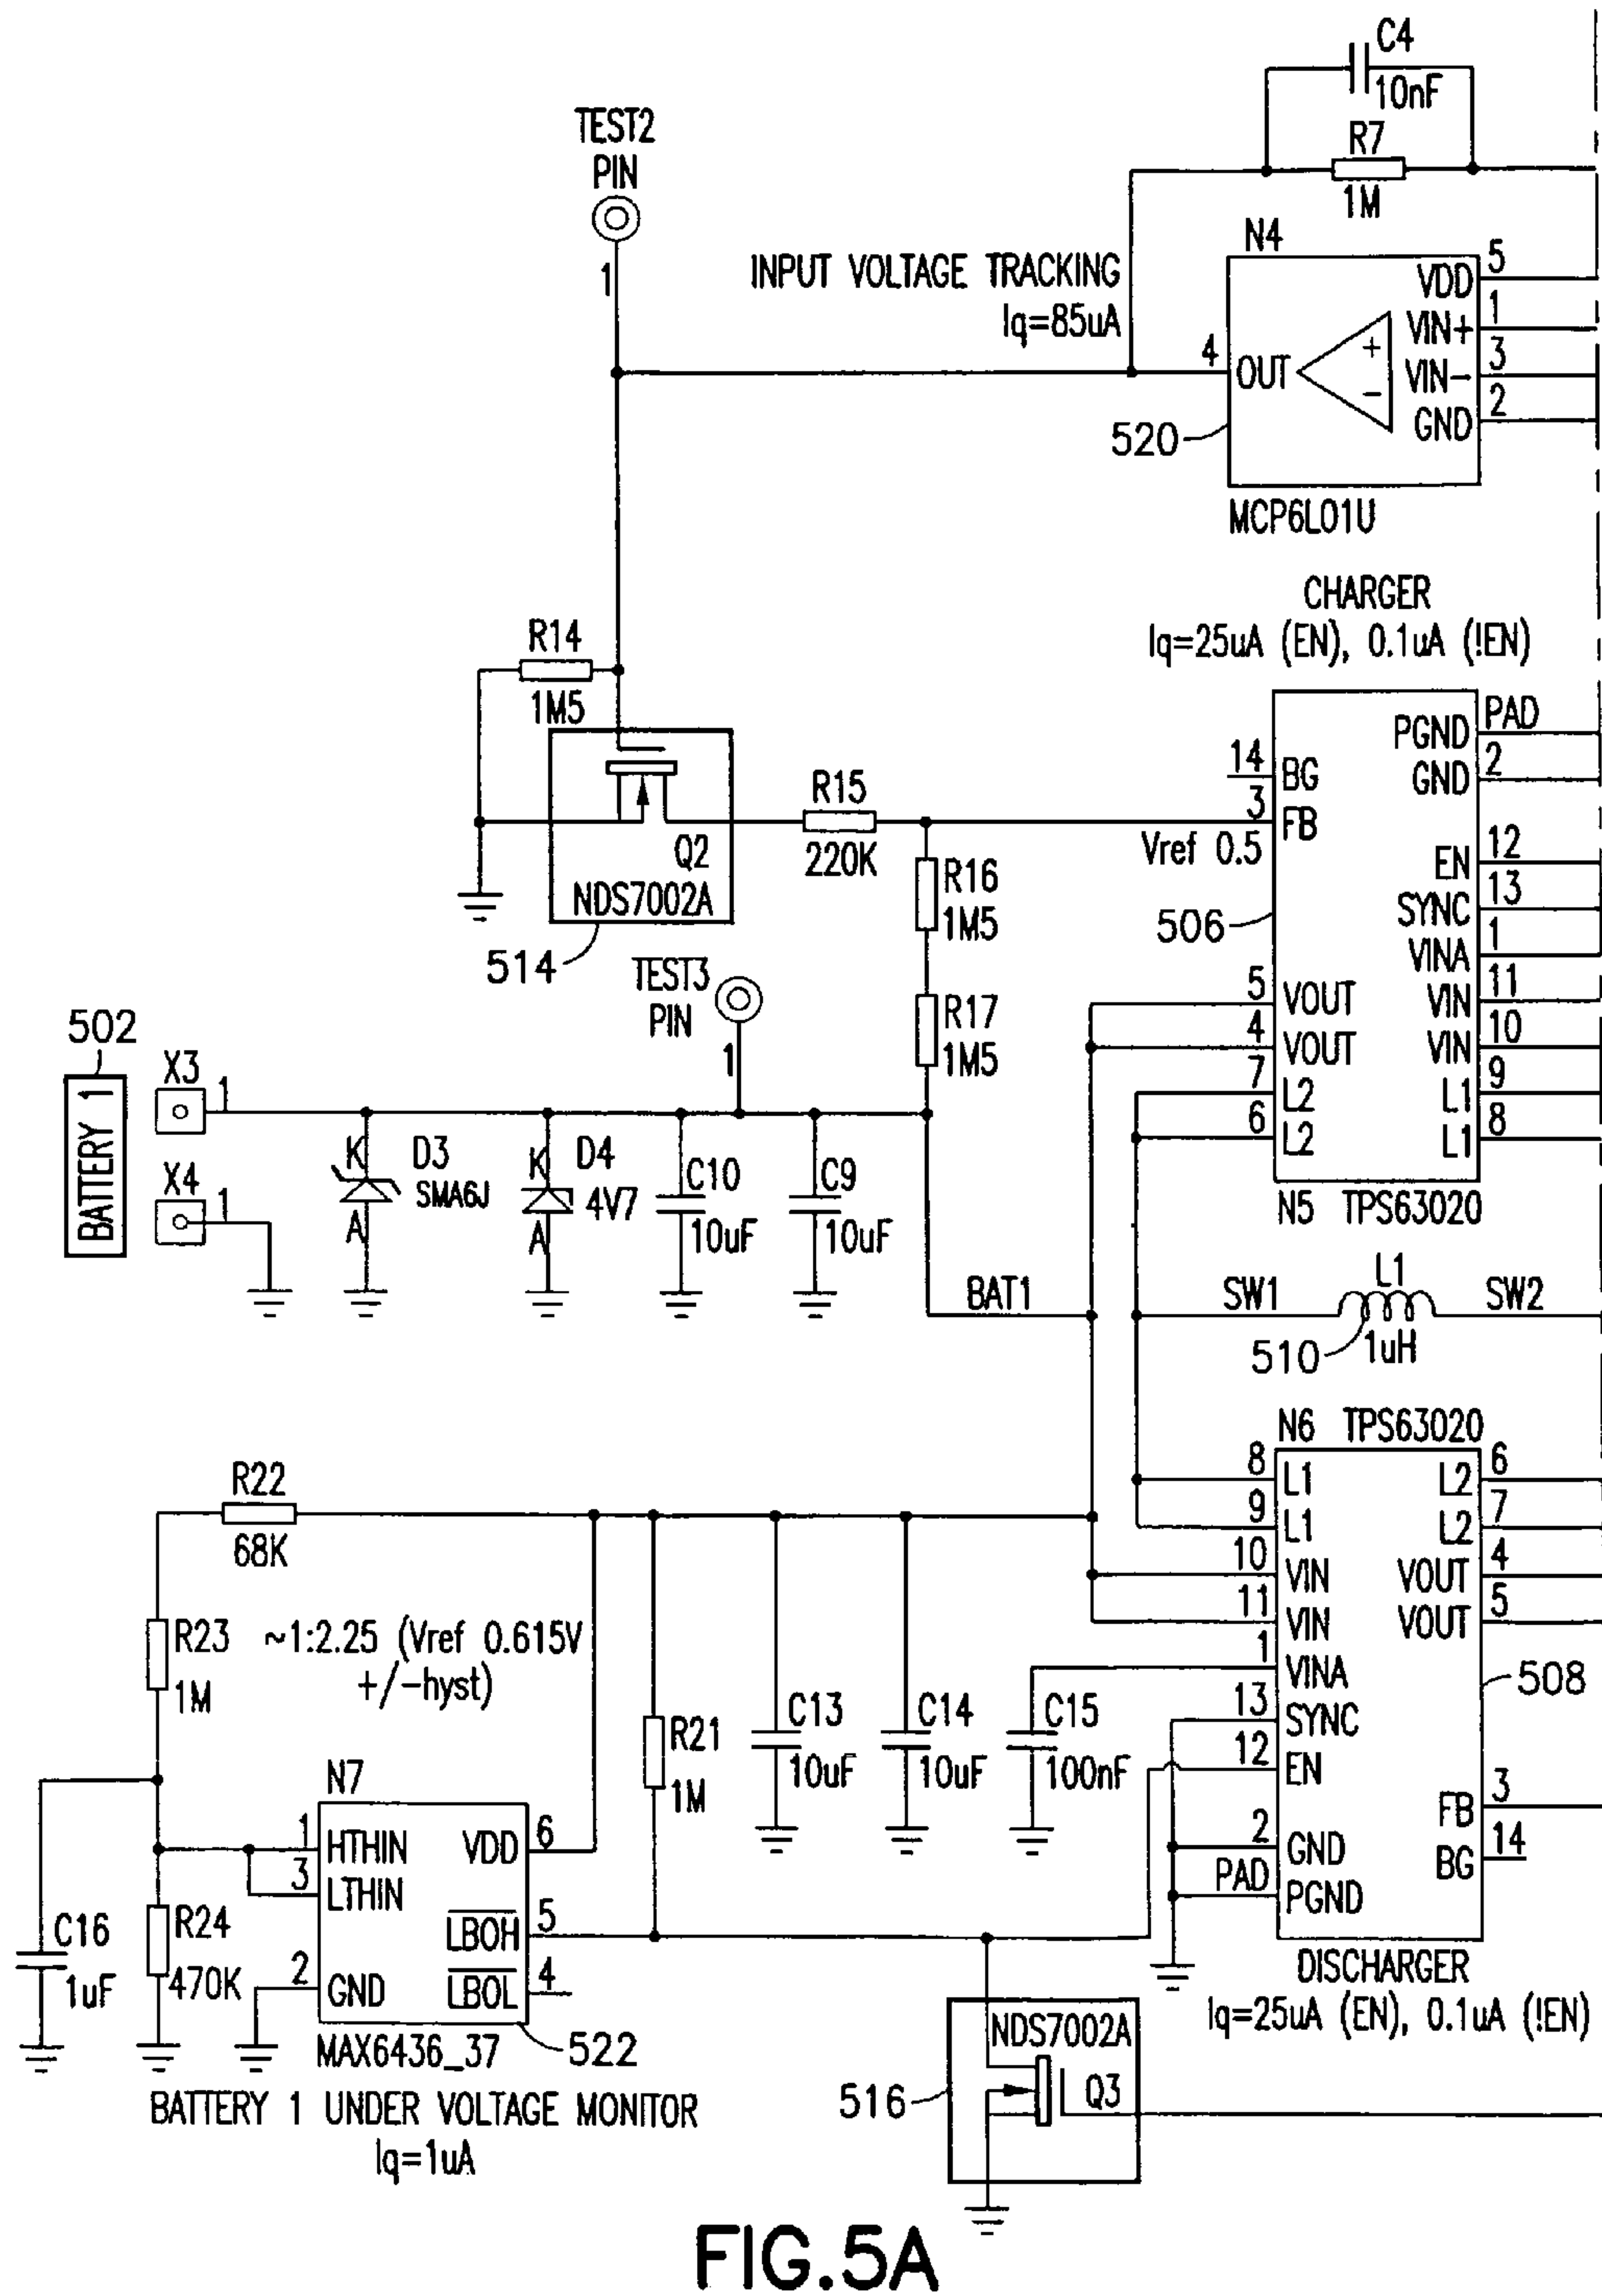 C4
10nF
R7
1M
TEST2
PIN
1
INPUT VOLTAGE TRACKING
Iq=85uA
N4
4
OUT
+
-
VDD 5
VIN+ 1
VIN- 3
GND 2
520
MCP6L01U
CHARGER
Iq=25uA (EN), 0.1uA (!EN)
R14
1M5
Q2
NDS7002A
514
R15
220K
R16
1M5
R17
1M5
Vref 0.5
506
14 BG
3 FB
5 VOUT
4 VOUT
7 L2
6 L2
PGND PAD
GND 2
EN 12
SYNC 13
VINA 1
VIN 11
VIN 10
L1 9
L1 8
N5 TPS63020
TEST3
PIN
1
502
BATTERY 1
X3
1
X4
1
K
D3
SMA6J
A
K
D4
4V7
A
C10
10uF
C9
10uF
BAT1
SW1
L1
SW2
510
1uH
N6 TPS63020
8 L1
9 L1
10 VIN
11 VIN
1 VINA
13 SYNC
12 EN
2 GND
PAD PGND
L2 6
L2 7
VOUT 4
VOUT 5
508
FB 3
BG 14
DISCHARGER
Iq=25uA (EN), 0.1uA (!EN)
R22
68K
R23
1M
~1:2.25 (Vref 0.615V
+/-hyst)
R21
1M
C13
10uF
C14
10uF
C15
100nF
N7
1 HTHIN
3 LTHIN
2 GND
VDD 6
LBOH 5
LBOL 4
C16
1uF
R24
470K
MAX6436_37
522
BATTERY 1 UNDER VOLTAGE MONITOR
Iq=1uA
NDS7002A
516
Q3
FIG.5A